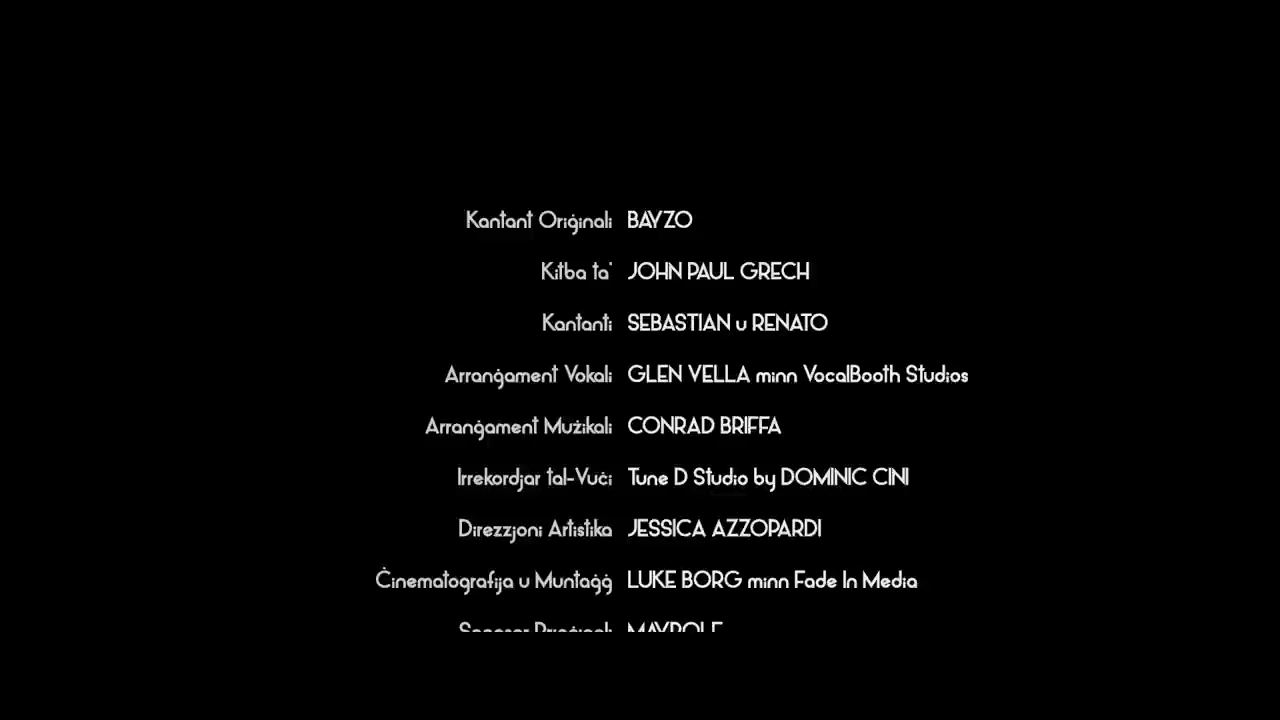 Kantant Oriġinali BAYZO
Kitba ta' JOHN PAUL GRECH
Kantanti SEBASTIAN u RENATO
Arranġament Vokali GLEN VELLA minn VocalBooth Studios
Arranġament Mużikali CONRAD BRIFFA
Irrekordjar tal-Vuċi Tune D Studio by DOMINIC CINI
Direzzjoni Artistika JESSICA AZZOPARDI
Ċinematografija u Muntaġġ LUKE BORG minn Fade In Media
MAYPOLE